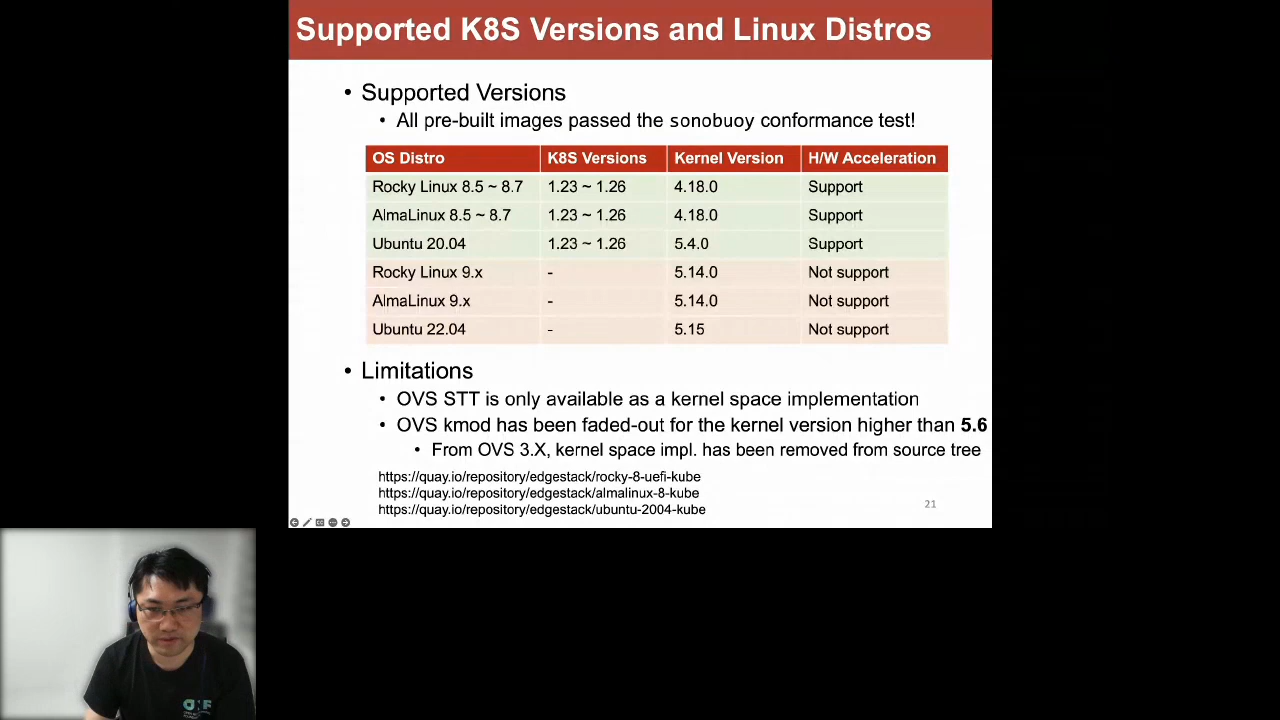 Supported K8S Versions and Linux Distros
• Supported Versions
• All pre-built images passed the sonobuoy conformance test!
OS Distro K8S Versions Kernel Version H/W Acceleration
Rocky Linux 8.5 ~ 8.7 1.23 ~ 1.26 4.18.0 Support
AlmaLinux 8.5 ~ 8.7 1.23 ~ 1.26 4.18.0 Support
Ubuntu 20.04 1.23 ~ 1.26 5.4.0 Support
Rocky Linux 9.x - 5.14.0 Not support
AlmaLinux 9.x - 5.14.0 Not support
Ubuntu 22.04 - 5.15 Not support
• Limitations
• OVS STT is only available as a kernel space implementation
• OVS kmod has been faded-out for the kernel version higher than 5.6
• From OVS 3.X, kernel space impl. has been removed from source tree
https://quay.io/repository/edgestack/rocky-8-uefi-kube
https://quay.io/repository/edgestack/almalinux-8-kube
https://quay.io/repository/edgestack/ubuntu-2004-kube
21